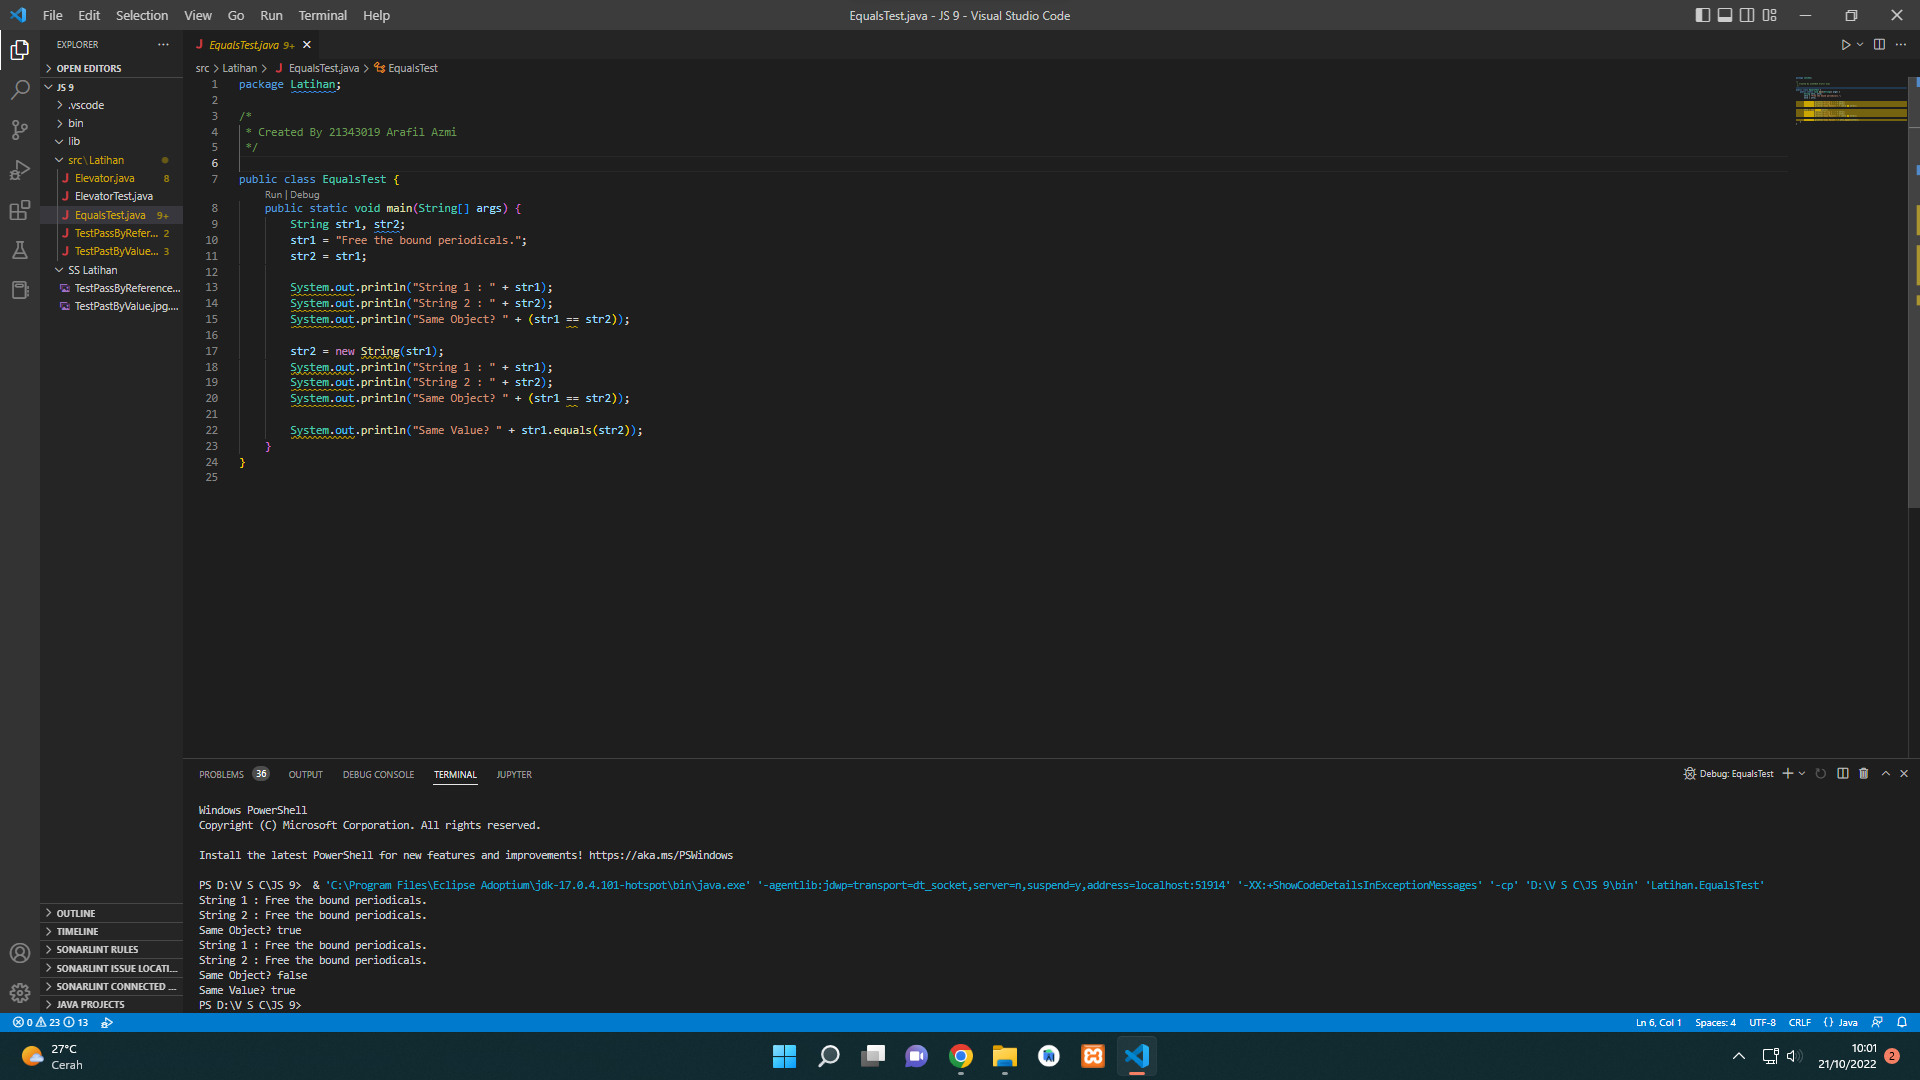 File Edit Selection View Go Run Terminal Help
EqualsTest.java - JS 9 - Visual Studio Code
EXPLORER
OPEN EDITORS
JS 9
.vscode
bin
lib
src\Latihan
Elevator.java 8
ElevatorTest.java
EqualsTest.java 9+
TestPassByRefer... 2
TestPastByValue... 3
SS Latihan
TestPassByReference...
TestPastByValue.jpg....
OUTLINE
TIMELINE
SONARLINT RULES
SONARLINT ISSUE LOCATI...
SONARLINT CONNECTED ...
JAVA PROJECTS
J EqualsTest.java 9+
src > Latihan > J EqualsTest.java > EqualsTest
1 package Latihan;
2
3 /*
4 * Created By 21343019 Arafil Azmi
5 */
6
7 public class EqualsTest {
Run | Debug
8 public static void main(String[] args) {
9 String str1, str2;
10 str1 = "Free the bound periodicals.";
11 str2 = str1;
12
13 System.out.println("String 1 : " + str1);
14 System.out.println("String 2 : " + str2);
15 System.out.println("Same Object? " + (str1 == str2));
16
17 str2 = new String(str1);
18 System.out.println("String 1 : " + str1);
19 System.out.println("String 2 : " + str2);
20 System.out.println("Same Object? " + (str1 == str2));
21
22 System.out.println("Same Value? " + str1.equals(str2));
23 }
24 }
25
PROBLEMS 36 OUTPUT DEBUG CONSOLE TERMINAL JUPYTER
Debug: EqualsTest
Windows PowerShell
Copyright (C) Microsoft Corporation. All rights reserved.
Install the latest PowerShell for new features and improvements! https://aka.ms/PSWindows
PS D:\V S C\JS 9> & 'C:\Program Files\Eclipse Adoptium\jdk-17.0.4.101-hotspot\bin\java.exe' '-agentlib:jdwp=transport=dt_socket,server=n,suspend=y,address=localhost:51914' '-XX:+ShowCodeDetailsInExceptionMessages' '-cp' 'D:\V S C\JS 9\bin' 'Latihan.EqualsTest'
String 1 : Free the bound periodicals.
String 2 : Free the bound periodicals.
Same Object? true
String 1 : Free the bound periodicals.
String 2 : Free the bound periodicals.
Same Object? false
Same Value? true
PS D:\V S C\JS 9>
0 23 13
Ln 6, Col 1 Spaces: 4 UTF-8 CRLF {} Java
27°C
Cerah
10:01
21/10/2022
2